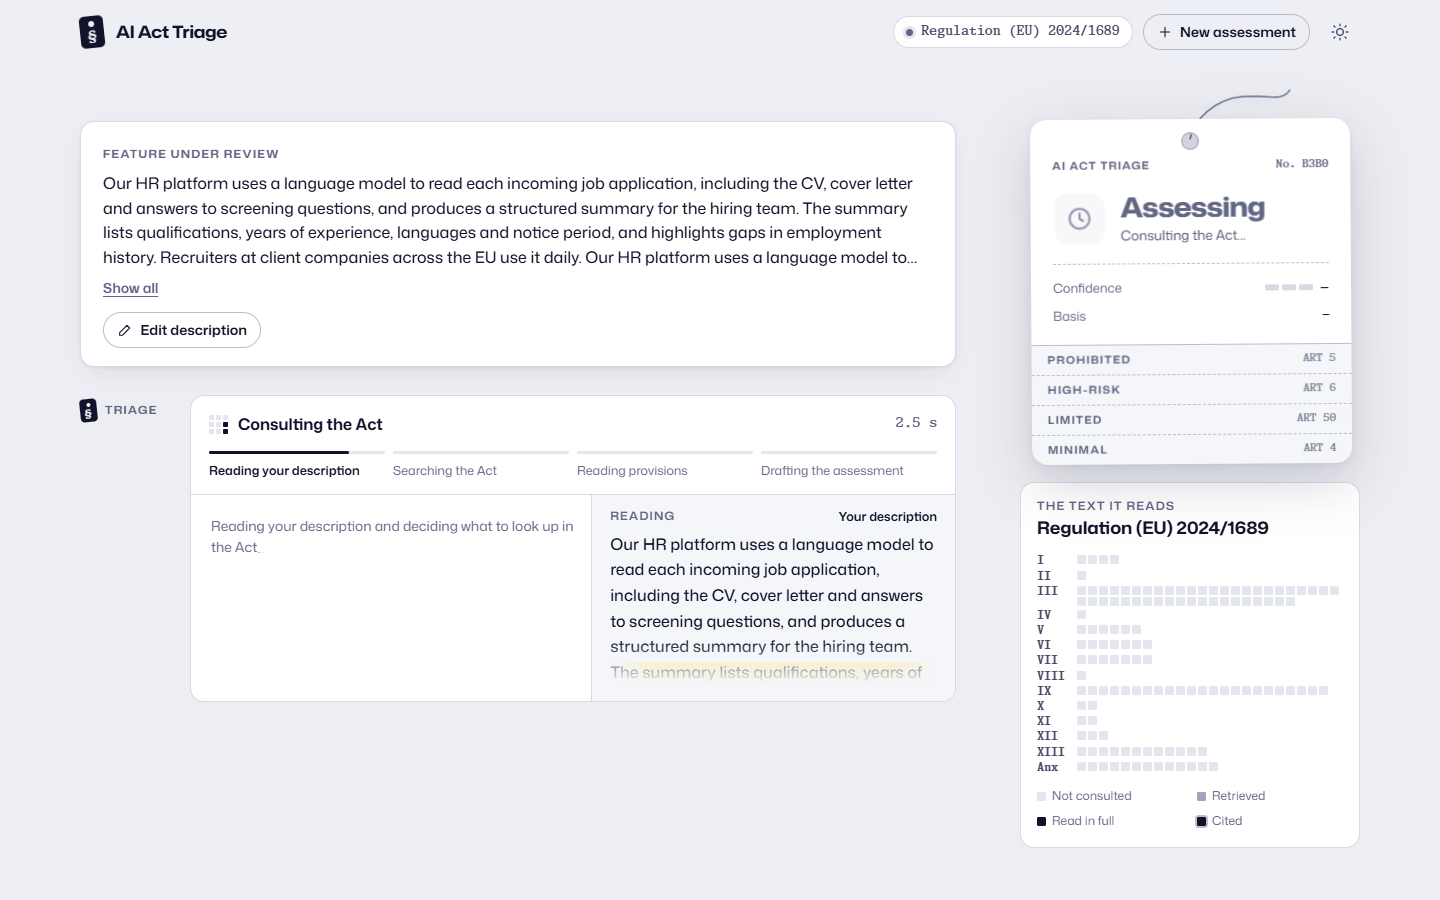 AI Act Triage
Regulation (EU) 2024/1689
New assessment
FEATURE UNDER REVIEW
Our HR platform uses a language model to read each incoming job application, including the CV, cover letter
and answers to screening questions, and produces a structured summary for the hiring team. The summary
lists qualifications, years of experience, languages and notice period, and highlights gaps in employment
history. Recruiters at client companies across the EU use it daily. Our HR platform uses a language model to…
Show all
Edit description
§ TRIAGE
Consulting the Act
2.5 s
Reading your description
Searching the Act
Reading provisions
Drafting the assessment
Reading your description and deciding what to look up in
the Act
READING
Your description
Our HR platform uses a language model to
read each incoming job application,
including the CV, cover letter and answers
to screening questions, and produces a
structured summary for the hiring team.
The summary lists qualifications, years of
AI ACT TRIAGE
No. B3B0
Assessing
Consulting the Act…
Confidence –
Basis –
PROHIBITED ART 5
HIGH-RISK ART 6
LIMITED ART 50
MINIMAL ART 4
THE TEXT IT READS
Regulation (EU) 2024/1689
I
II
III
IV
V
VI
VII
VIII
IX
X
XI
XII
XIII
Anx
Not consulted
Retrieved
Read in full
Cited